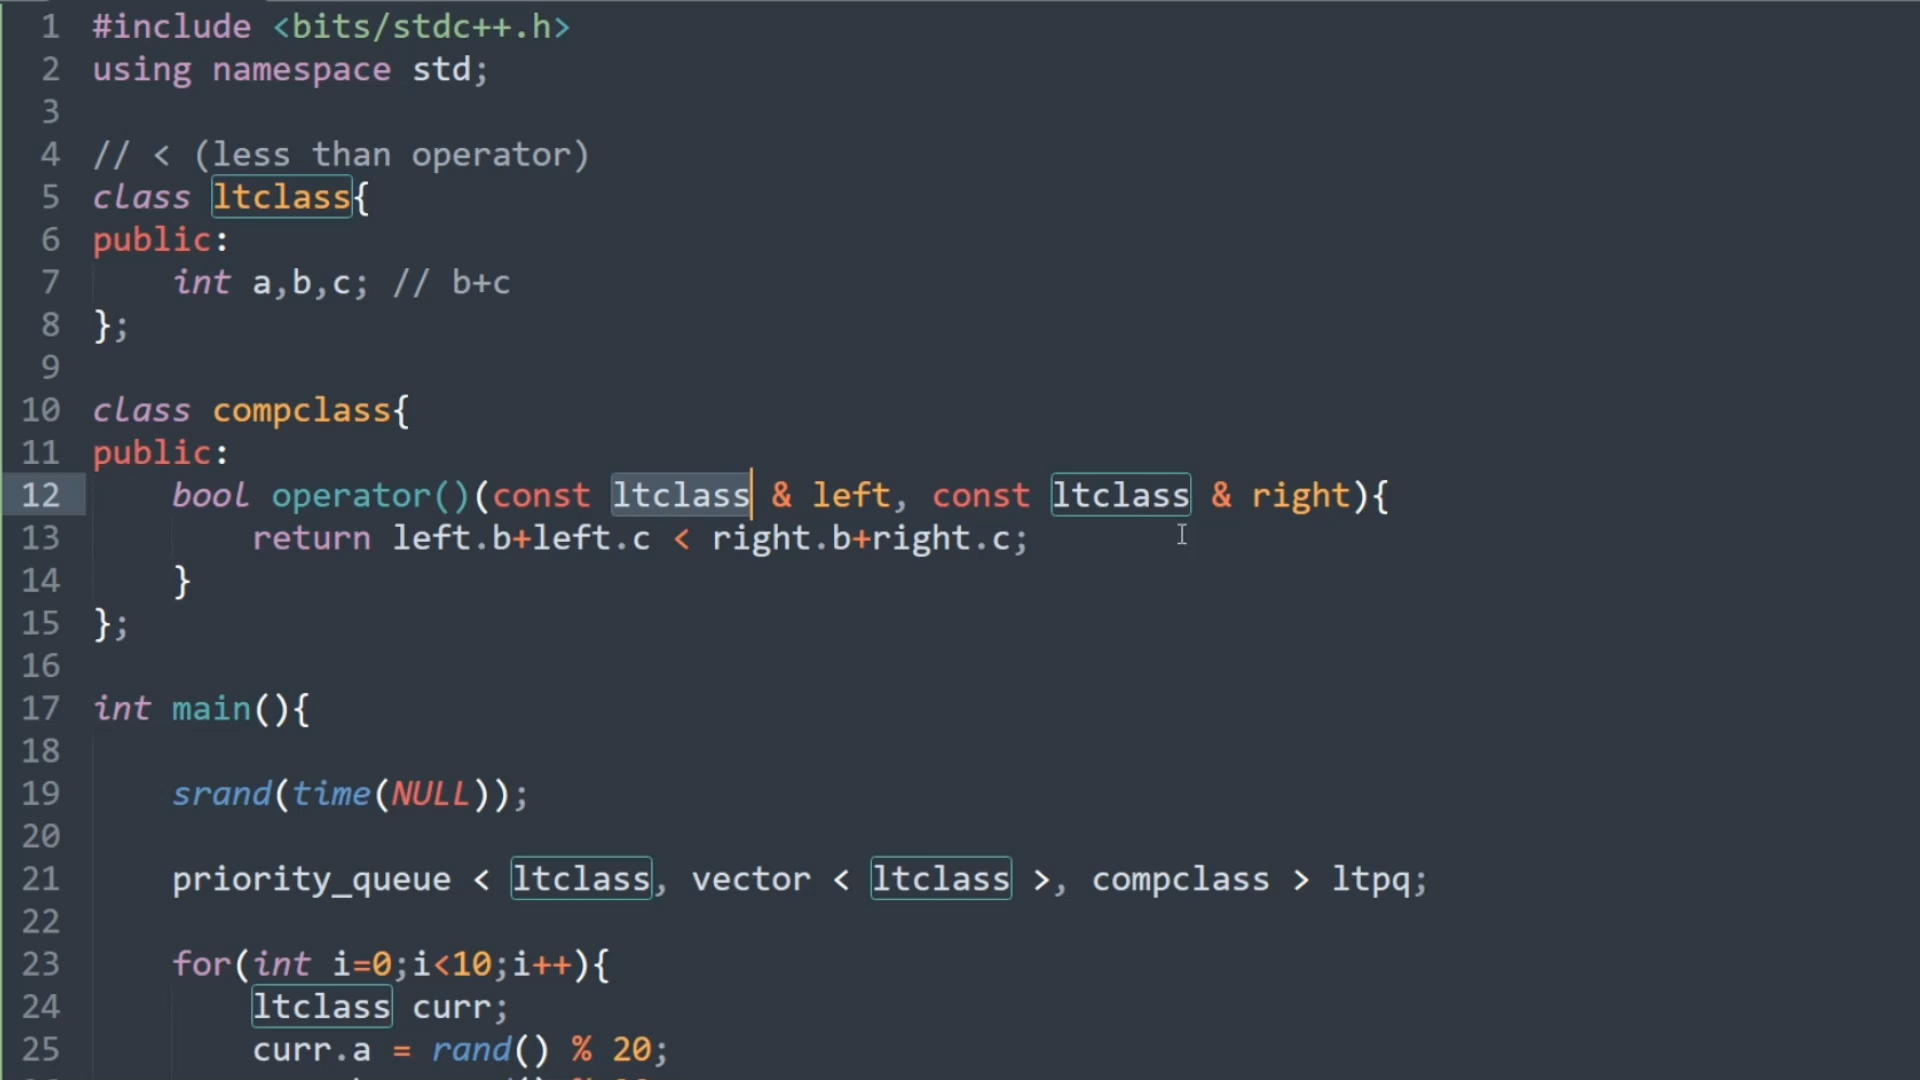 1 #include <bits/stdc++.h>
2 using namespace std;
3
4 // < (less than operator)
5 class ltclass{
6 public:
7     int a,b,c; // b+c
8 };
9
10 class compclass{
11 public:
12     bool operator()(const ltclass & left, const ltclass & right){
13         return left.b+left.c < right.b+right.c;
14     }
15 };
16
17 int main(){
18
19     srand(time(NULL));
20
21     priority_queue < ltclass, vector < ltclass >, compclass > ltpq;
22
23     for(int i=0;i<10;i++){
24         ltclass curr;
25         curr.a = rand() % 20;